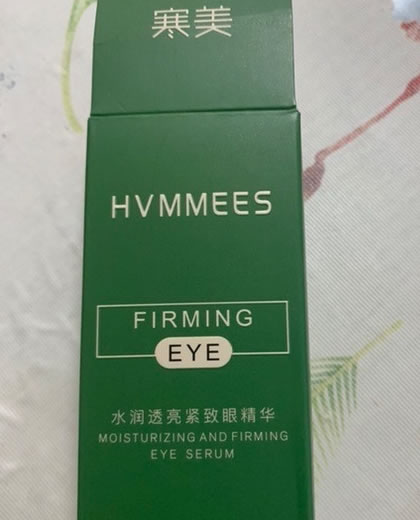 寒美
HVMMEES
FIRMING
EYE
水润透亮紧致眼精华
MOISTURIZING AND FIRMING
EYE SERUM